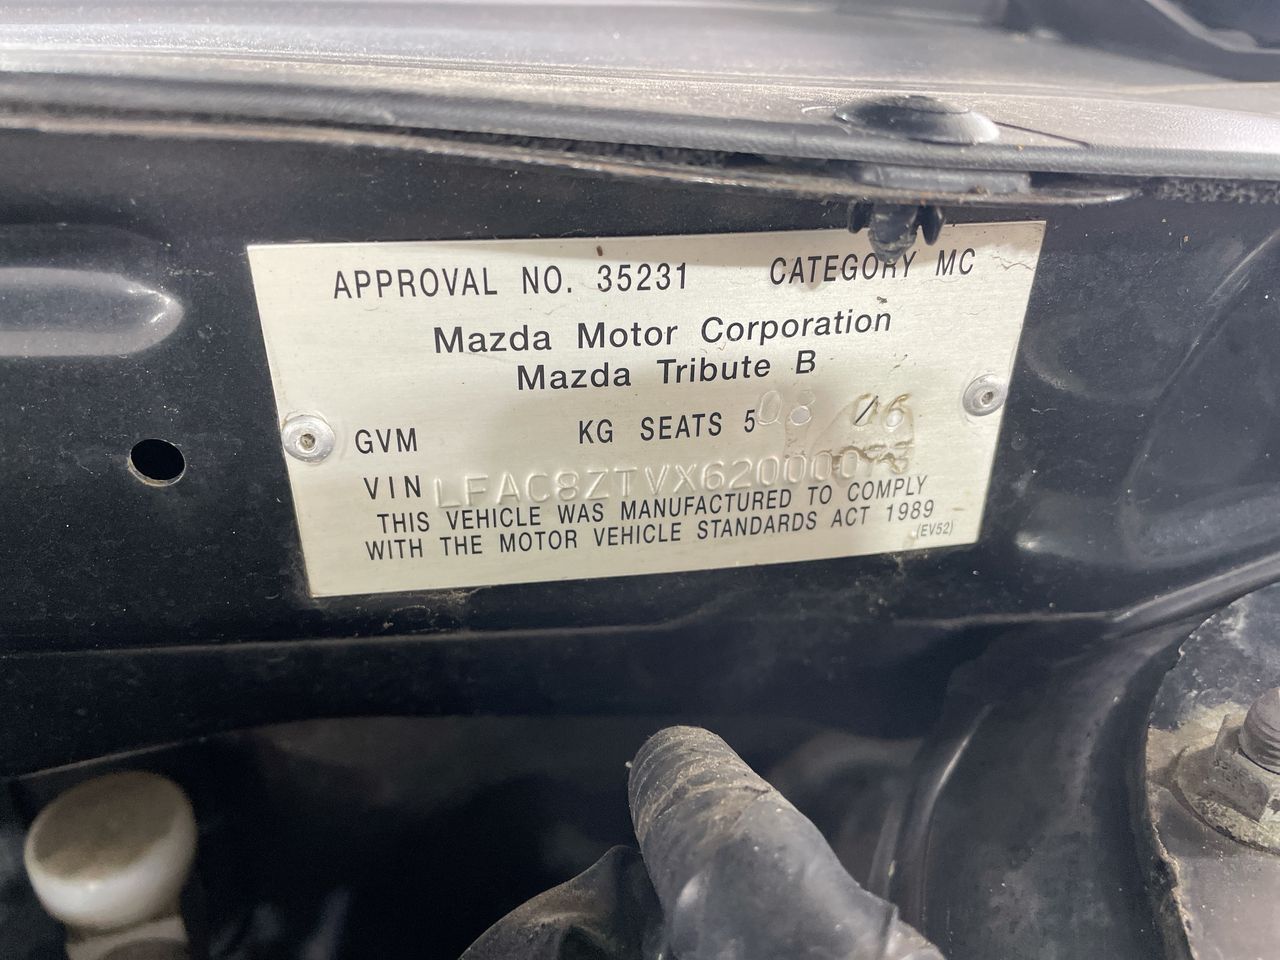 APPROVAL NO. 35231 CATEGORY MC
Mazda Motor Corporation
Mazda Tribute B
GVM KG SEATS 5 08 /06
VIN LFAC8ZTVX62000075
THIS VEHICLE WAS MANUFACTURED TO COMPLY
WITH THE MOTOR VEHICLE STANDARDS ACT 1989
(EV52)